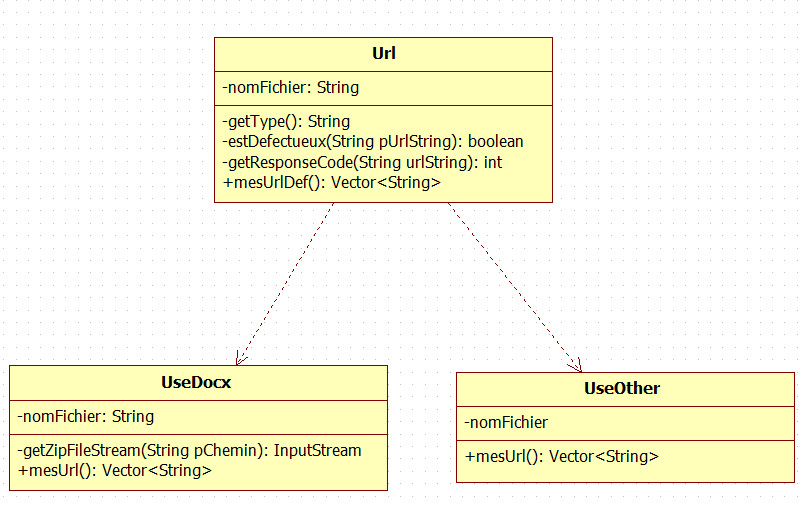 Url
-nomFichier: String
-getType(): String
-estDefectueux(String pUrlString): boolean
-getResponseCode(String urlString): int
+mesUrlDef(): Vector<String>
UseDocx
-nomFichier: String
-getZipFileStream(String pChemin): InputStream
+mesUrl(): Vector<String>
UseOther
-nomFichier
+mesUrl(): Vector<String>